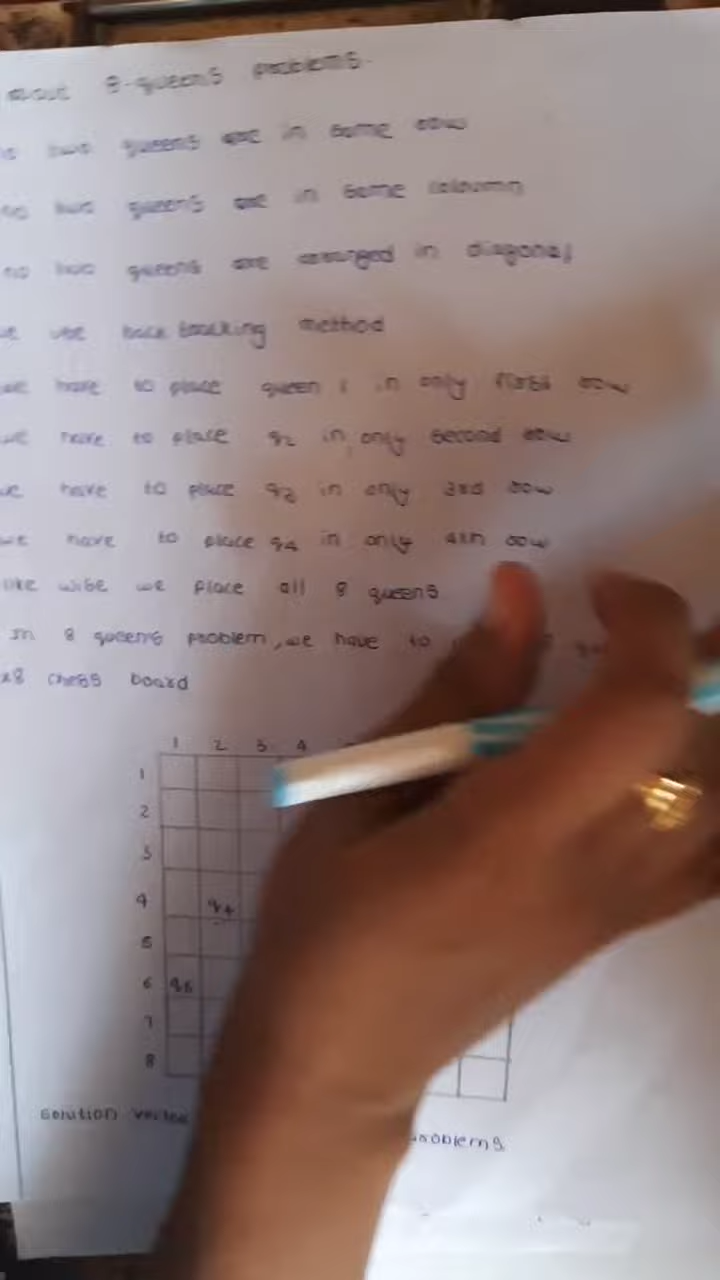 about 8-queens problems.
no two queens are in same row
no two queens are in same coloumn
no two queens are arranged in diagonal
we use back tracking method
we have to place queen 1 in only first row
we have to place q2 in only second row
we have to place q3 in only 3rd row
we have to place q4 in only 4th row
like wise we place all 8 queens
In 8 queens problem, we have to
x8 chess board
1 2 3 4
1
2
3
4 q4
5
6 q6
7
8
solution vector problems